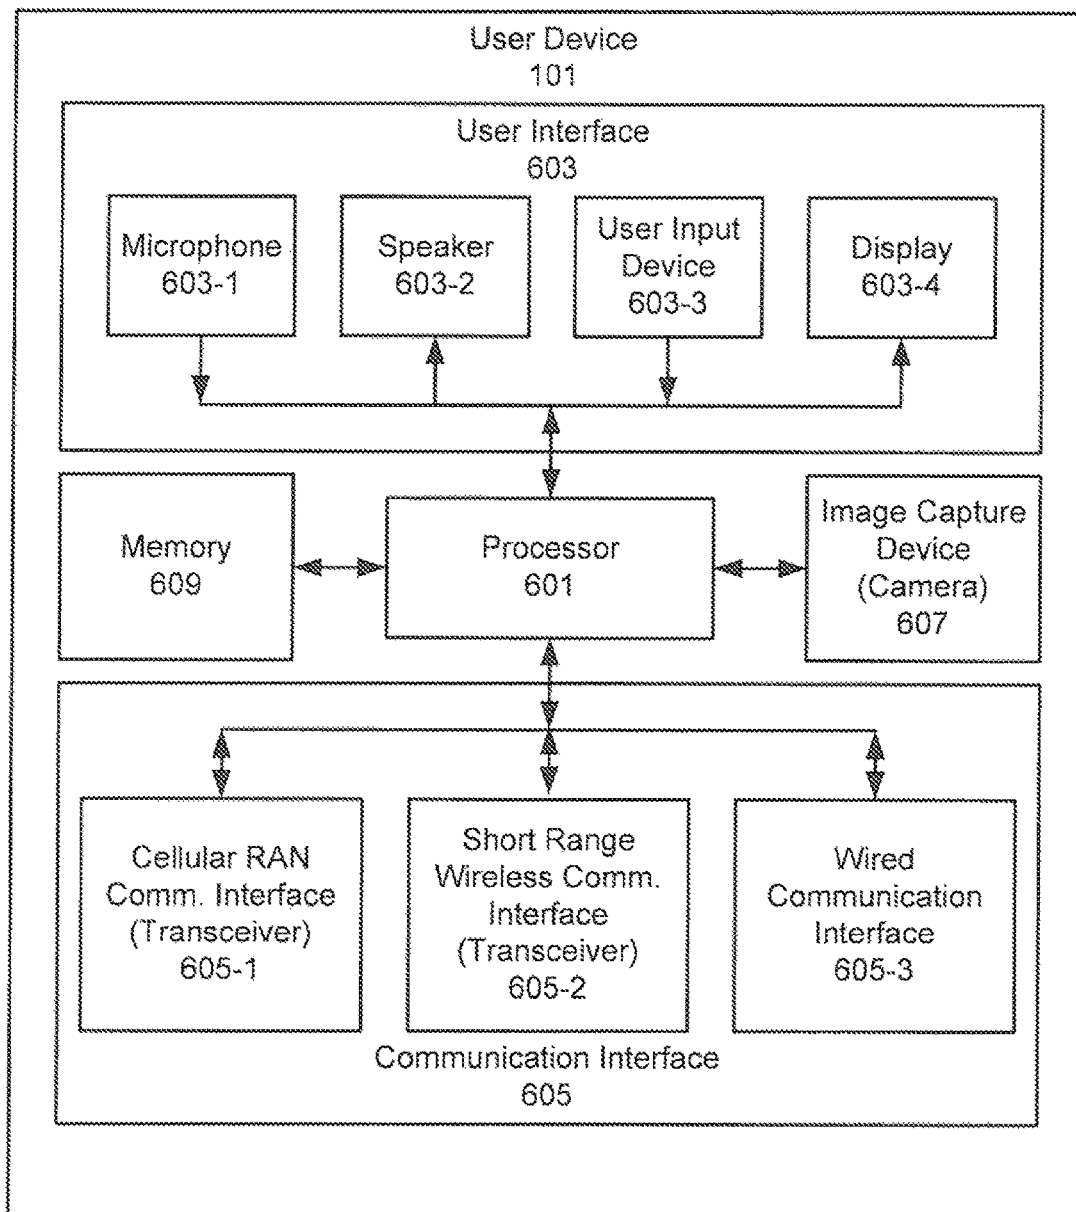 User Device
101
User Interface
603
Microphone
603-1
Speaker
603-2
User Input
Device
603-3
Display
603-4
Memory
609
Processor
601
Image Capture
Device
(Camera)
607
Cellular RAN
Comm. Interface
(Transceiver)
605-1
Short Range
Wireless Comm.
Interface
(Transceiver)
605-2
Wired
Communication
Interface
605-3
Communication Interface
605